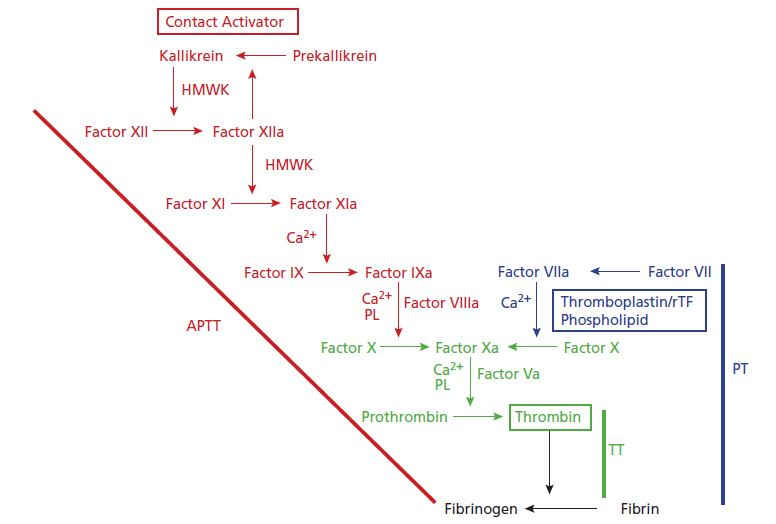 Contact Activator
Kallikrein Prekallikrein
HMWK
Factor XII Factor XIIa
HMWK
Factor XI Factor XIa
Ca2+
Factor IX Factor IXa Factor VIIa Factor VII
Ca2+ Factor VIIIa Ca2+ Thromboplastin/rTF
PL Phospholipid
APTT
Factor X Factor Xa Factor X
Ca2+ Factor Va PT
PL
Prothrombin Thrombin
TT
Fibrinogen Fibrin